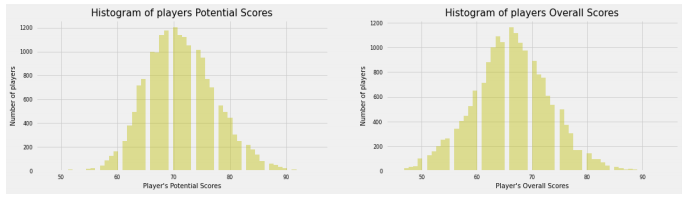 Histogram of players Potential Scores
1200
1000
800
600
400
200
0
Number of players
50 60 70 80 90
Player's Potential Scores
Histogram of players Overall Scores
1200
1000
800
600
400
200
0
Number of players
50 60 70 80 90
Player's Overall Scores